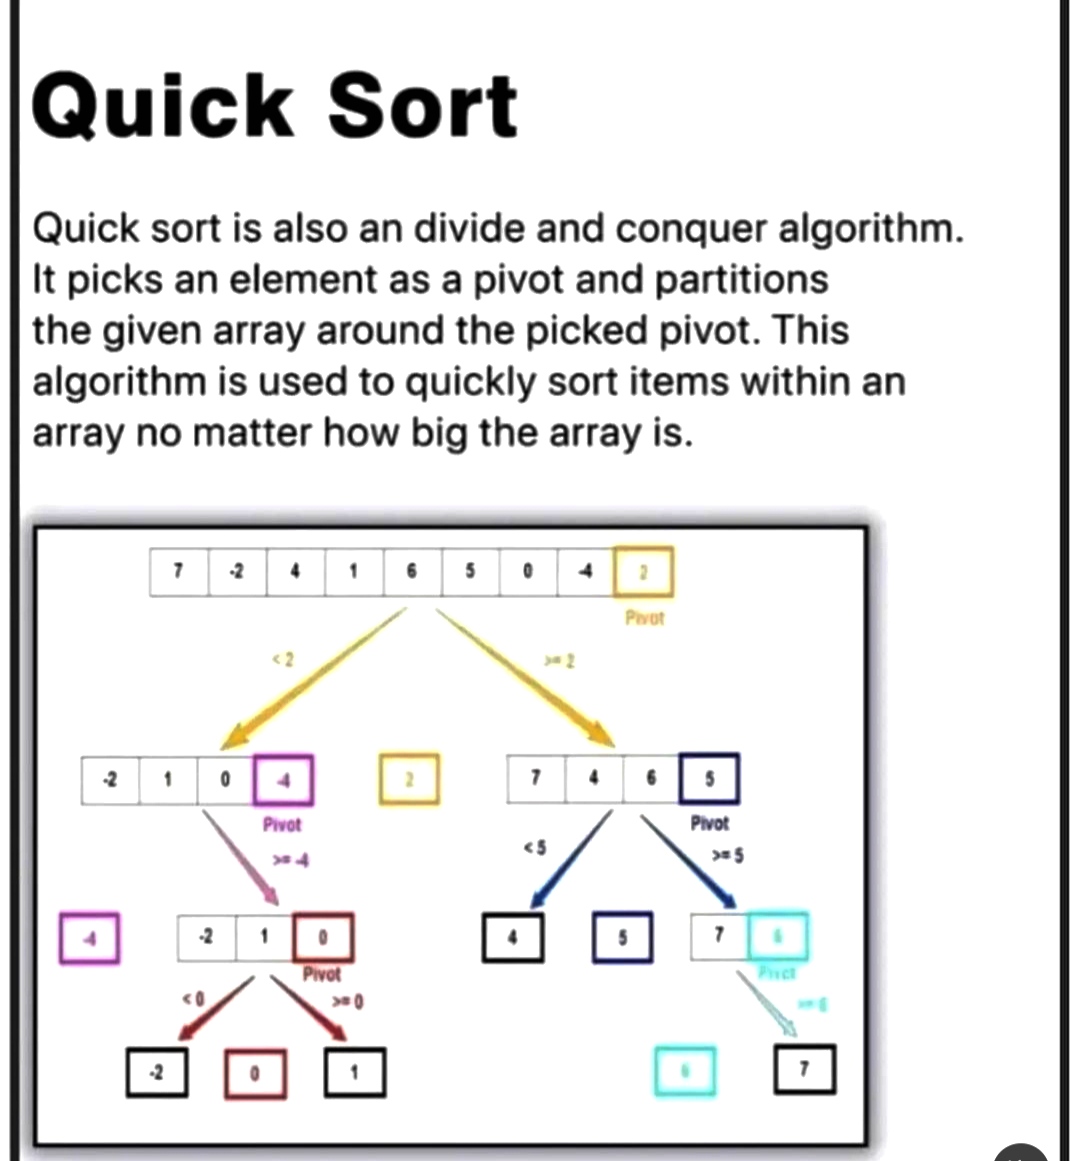 Quick Sort
Quick sort is also an divide and conquer algorithm.
It picks an element as a pivot and partitions
the given array around the picked pivot. This
algorithm is used to quickly sort items within an
array no matter how big the array is.
7 -2 4 1 6 5 0 -4 2
Pivot
< 2 >= 2
-2 1 0 -4 2 7 4 6 5
Pivot Pivot
>= -4 < 5 >= 5
-4 -2 1 0 4 5 7 6
Pivot Pivot
< 0 >= 0 >= 6
-2 0 1 6 7